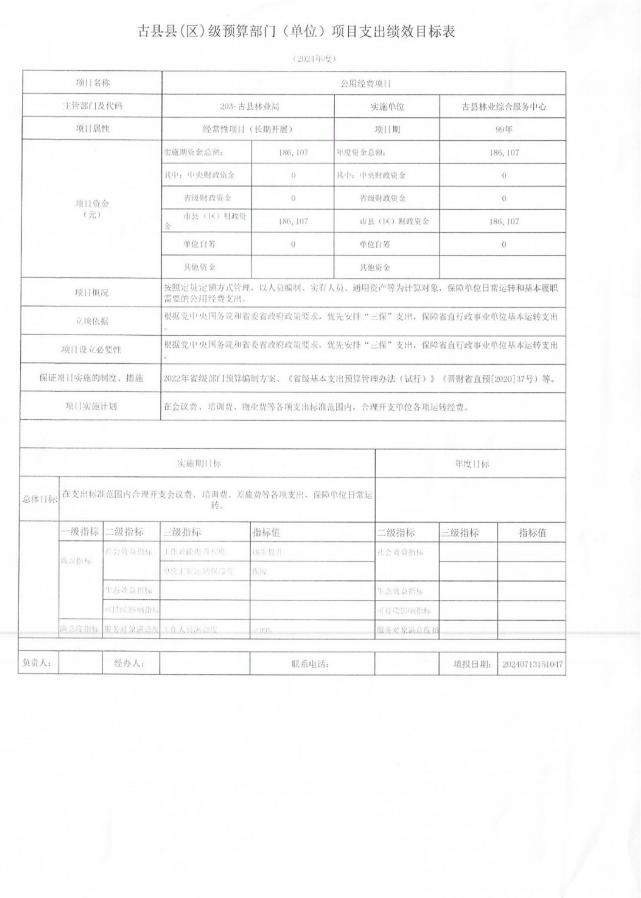 古县县(区)级预算部门（单位）项目支出绩效目标表
（2024年度）
项目名称 公用经费项目
主管部门及代码 203-古县林业局 实施单位 古县林业综合服务中心
项目属性 经常性项目（长期开展） 项目期 99年
项目资金
（元）
实施期资金总额： 186,107 年度资金总额： 186,107
其中：中央财政资金 0 其中：中央财政资金 0
省级财政资金 0 省级财政资金 0
市县（区）财政资金 186,107 市县（区）财政资金 186,107
单位自筹 0 单位自筹 0
其他资金 其他资金
项目概况 按照定员定额方式管理，以人员编制、实有人员、通用资产等为计算对象，保障单位日常运转和基本履职
需要的公用经费支出。
立项依据 根据党中央国务院和省委省政府政策要求，优先安排“三保”支出，保障省直行政事业单位基本运转支出
。
项目设立必要性 根据党中央国务院和省委省政府政策要求，优先安排“三保”支出，保障省直行政事业单位基本运转支出
。
保证项目实施的制度、措施 2022年省级部门预算编制方案、《省级基本支出预算管理办法（试行）》（晋财省直预[2020]37号）等。
项目实施计划 在会议费、培训费、物业费等各项支出标准范围内，合理开支单位各项运转经费。
实施期目标 年度目标
总体目标 在支出标准范围内合理开支会议费、培训费、差旅费等各项支出，保障单位日常运
转。
一级指标 二级指标 三级指标 指标值 二级指标 三级指标 指标值
效益指标 社会效益指标 社会效益指标
生态效益指标 生态效益指标
可持续影响指标 可持续影响指标
满意度指标 服务对象满意度 工作人员满意度 服务对象满意度指
负责人： 经办人： 联系电话： 填报日期： 20240713151047